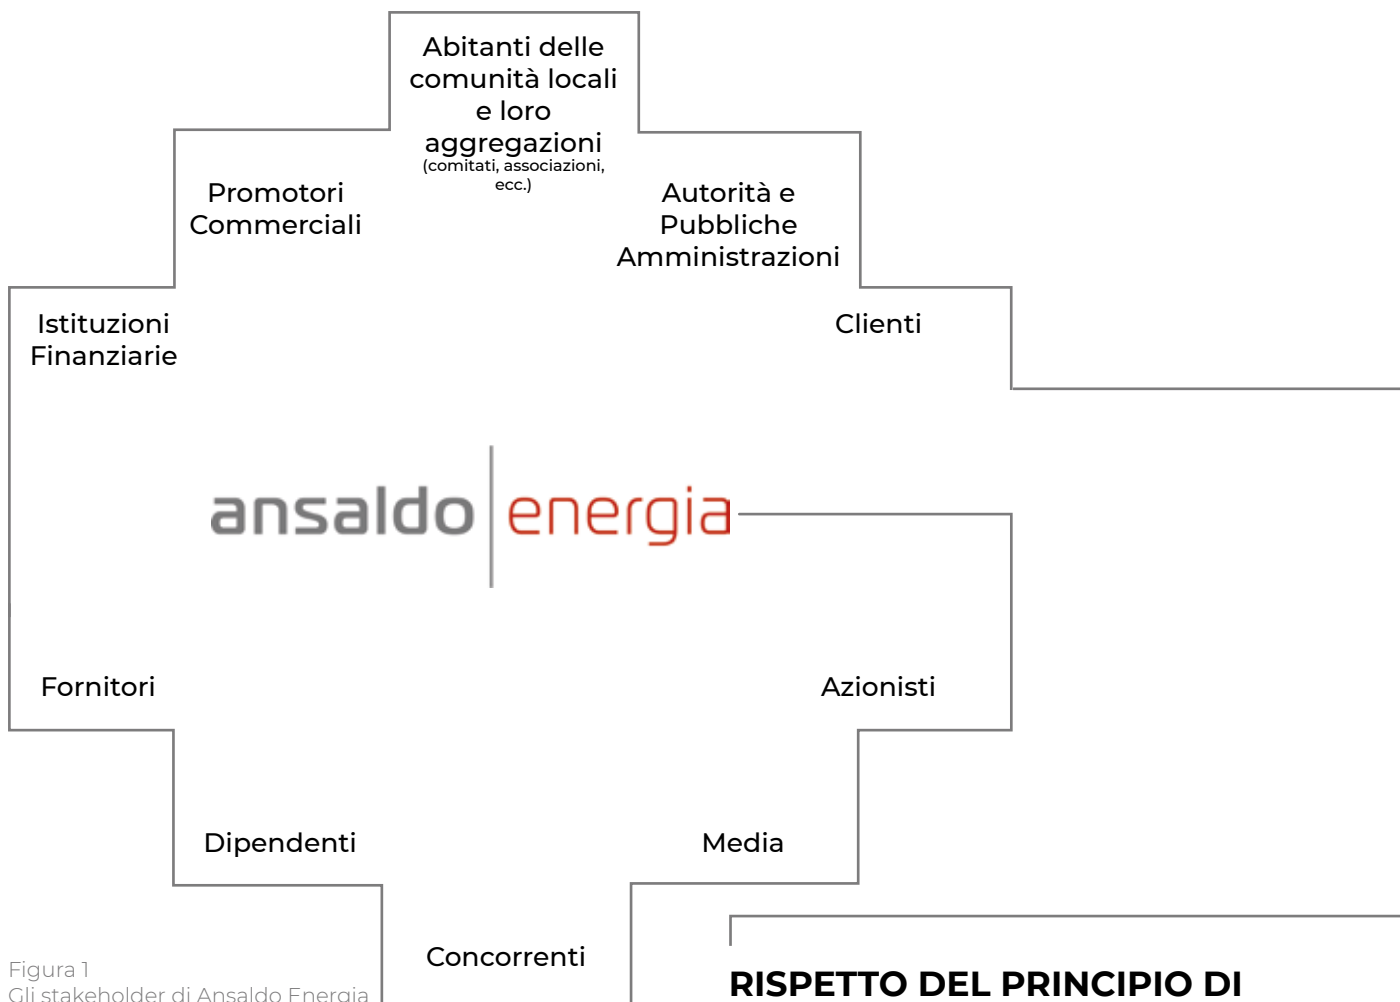 Abitanti delle
comunità locali
e loro
aggregazioni
(comitati, associazioni,
ecc.)
Promotori
Commerciali
Autorità e
Pubbliche
Amministrazioni
Istituzioni
Finanziarie
Clienti
ansaldo energia
Fornitori
Azionisti
Dipendenti
Media
Concorrenti
Figura 1
Gli stakeholder di Ansaldo Energia
RISPETTO DEL PRINCIPIO DI